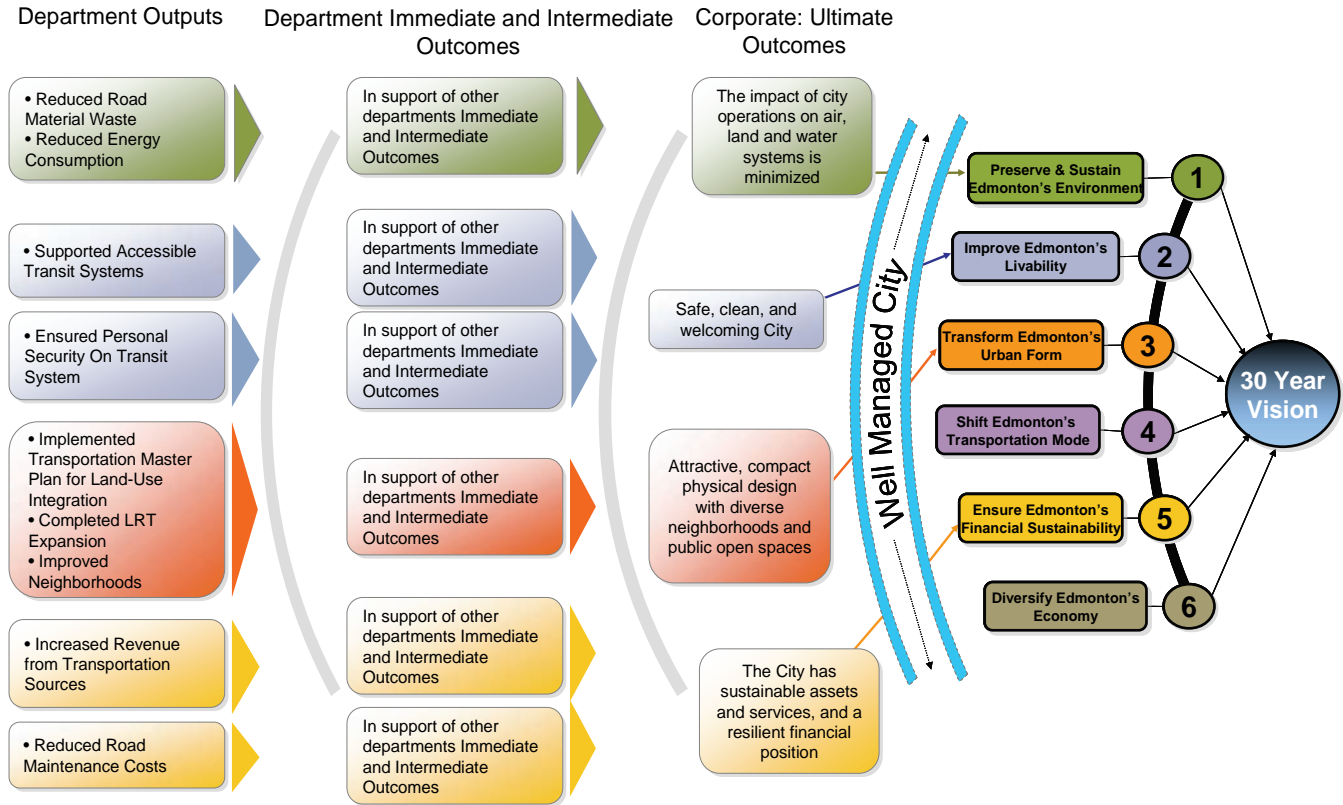 Department Outputs
Department Immediate and Intermediate
Outcomes
Corporate: Ultimate
Outcomes
• Reduced Road
Material Waste
• Reduced Energy
Consumption
• Supported Accessible
Transit Systems
• Ensured Personal
Security On Transit
System
• Implemented
Transportation Master
Plan for Land-Use
Integration
• Completed LRT
Expansion
• Improved
Neighborhoods
• Increased Revenue
from Transportation
Sources
• Reduced Road
Maintenance Costs
In support of other
departments Immediate
and Intermediate
Outcomes
In support of other
departments Immediate
and Intermediate
Outcomes
In support of other
departments Immediate
and Intermediate
Outcomes
In support of other
departments Immediate
and Intermediate
Outcomes
In support of other
departments Immediate
and Intermediate
Outcomes
In support of other
departments Immediate
and Intermediate
Outcomes
The impact of city
operations on air,
land and water
systems is
minimized
Safe, clean, and
welcoming City
Attractive, compact
physical design
with diverse
neighborhoods and
public open spaces
The City has
sustainable assets
and services, and a
resilient financial
position
Well Managed City
Preserve & Sustain
Edmonton's Environment
1
Improve Edmonton's
Livability
2
Transform Edmonton's
Urban Form
3
Shift Edmonton's
Transportation Mode
4
Ensure Edmonton's
Financial Sustainability
5
Diversify Edmonton's
Economy
6
30 Year
Vision